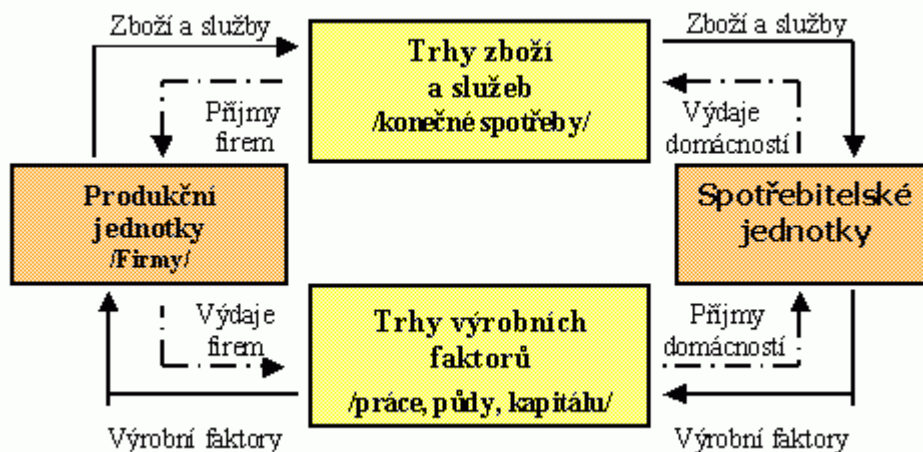 Zboží a služby
Trhy zboží
a služeb
/konečné spotřeby/
Zboží a služby
Příjmy
firem
Výdaje
domácností
Produkční
jednotky
/Firmy/
Spotřebitelské
jednotky
Výdaje
firem
Trhy výrobních
faktorů
/práce, půdy, kapitálu/
Příjmy
domácností
Výrobní faktory
Výrobní faktory